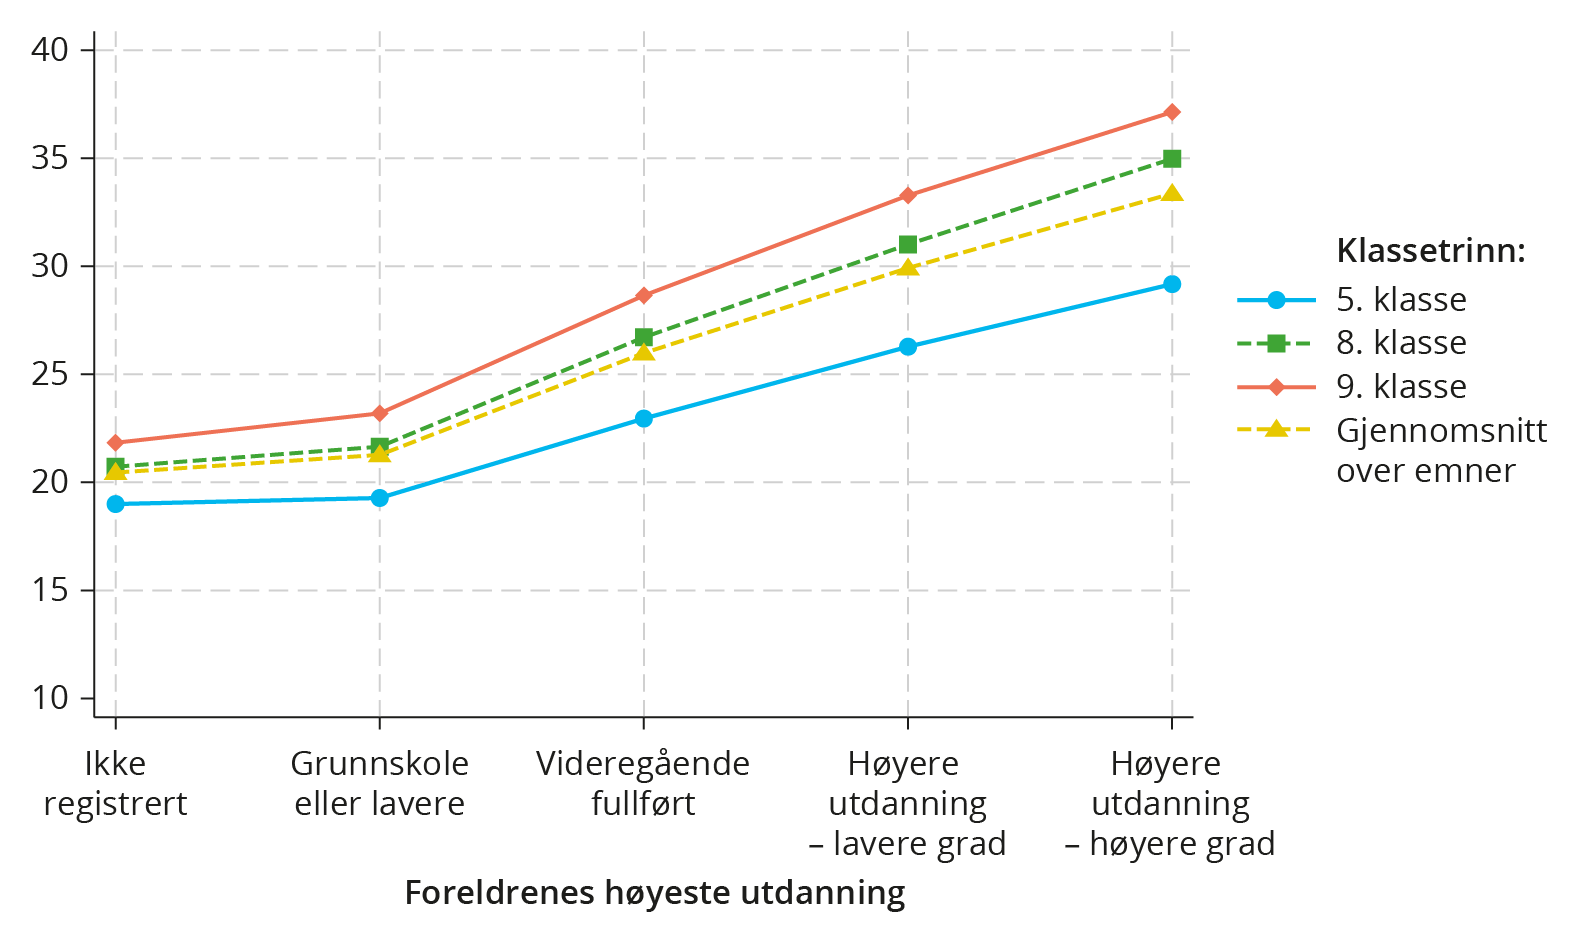 40
35
30
25
20
15
10
Ikke
registrert
Grunnskole
eller lavere
Videregående
fullført
Høyere
utdanning
– lavere grad
Høyere
utdanning
– høyere grad
Foreldrenes høyeste utdanning
Klassetrinn:
5. klasse
8. klasse
9. klasse
Gjennomsnitt
over emner